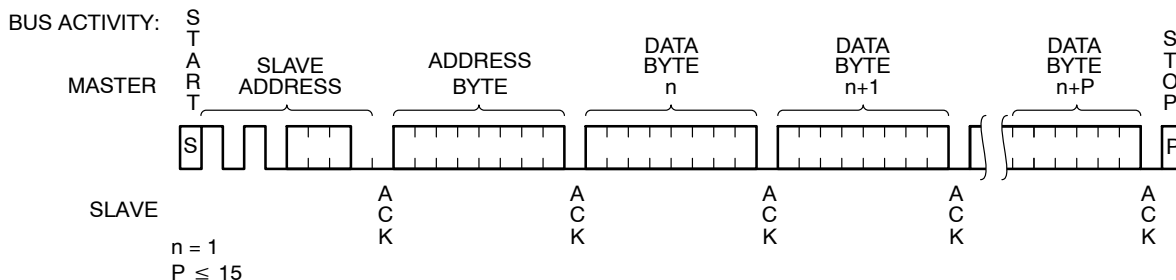 BUS ACTIVITY:
MASTER
START
SLAVE
ADDRESS
ADDRESS
BYTE
DATA
BYTE
n
DATA
BYTE
n+1
DATA
BYTE
n+P
STOP
S
P
SLAVE
ACK
ACK
ACK
ACK
ACK
n = 1
P ≤ 15